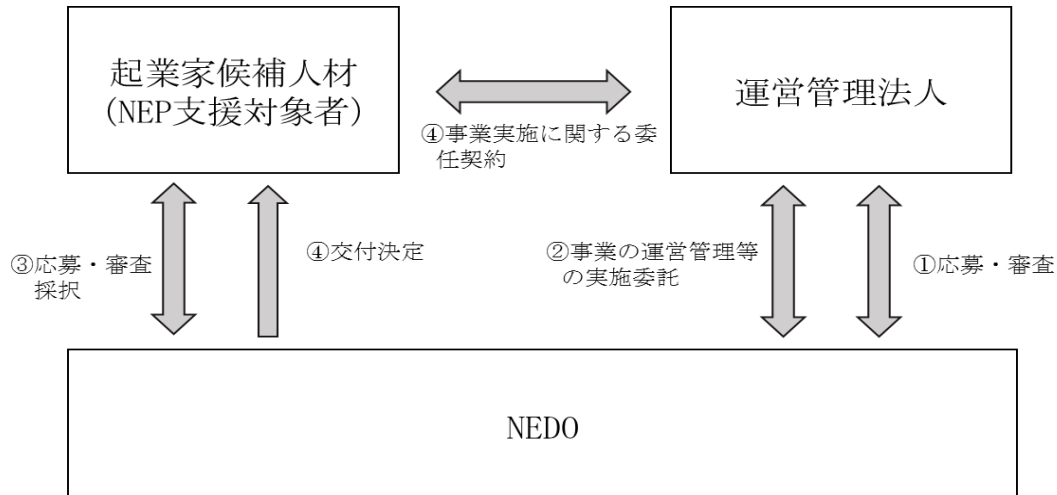 起業家候補人材
(NEP支援対象者)
運営管理法人
④事業実施に関する委
任契約
③応募・審査
採択
④交付決定
②事業の運営管理等
の実施委託
①応募・審査
NEDO